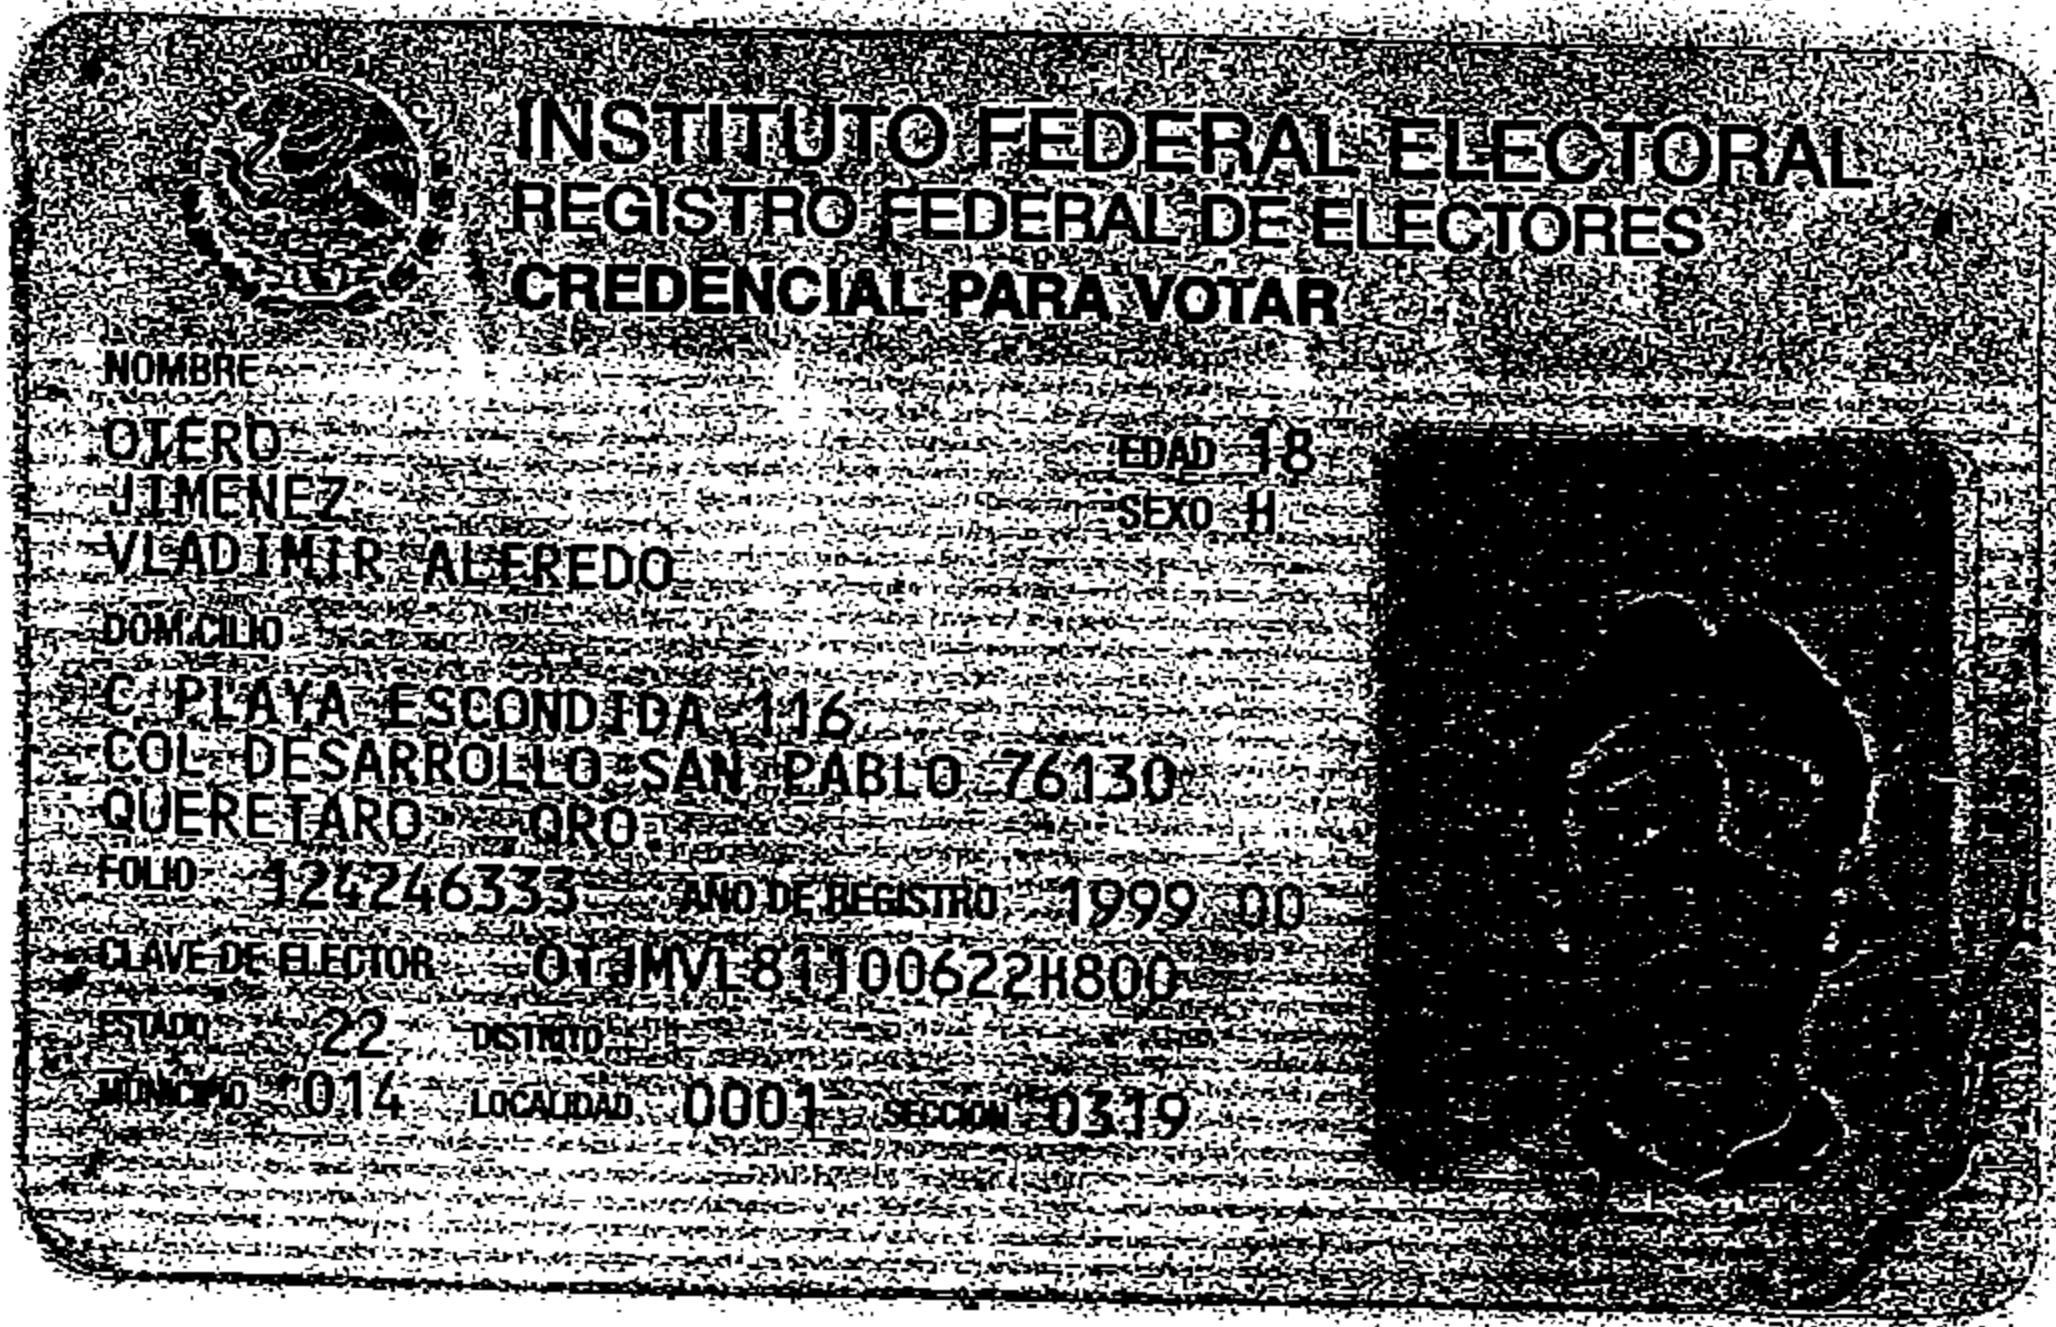 INSTITUTO FEDERAL ELECTORAL
REGISTRO FEDERAL DE ELECTORES
CREDENCIAL PARA VOTAR
NOMBRE
OTERO
JIMENEZ
VLADIMIR ALFREDO
EDAD 18
SEXO H
DOMICILIO
C PLAYA ESCONDIDA 116
COL DESARROLLO SAN PABLO 76130
QUERETARO QRO.
FOLIO 124246333 AÑO DE REGISTRO 1999 00
CLAVE DE ELECTOR OTJMVL81100622H800
ESTADO 22 DISTRITO
MUNICIPIO 014 LOCALIDAD 0001 SECCION 0319